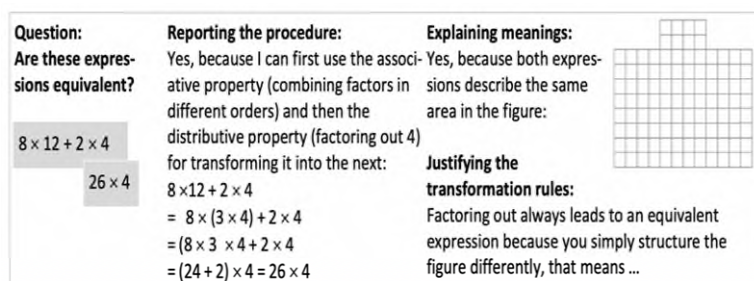 Question:
Are these expres-
sions equivalent?
8 × 12 + 2 × 4
26 × 4
Reporting the procedure:
Yes, because I can first use the associ-
ative property (combining factors in
different orders) and then the
distributive property (factoring out 4)
for transforming it into the next:
8 ×12 + 2 × 4
= 8 × (3 × 4) + 2 × 4
= (8 × 3 × 4 + 2 × 4
= (24 + 2) × 4 = 26 × 4
Explaining meanings:
Yes, because both expres-
sions describe the same
area in the figure:
Justifying the
transformation rules:
Factoring out always leads to an equivalent
expression because you simply structure the
figure differently, that means ...